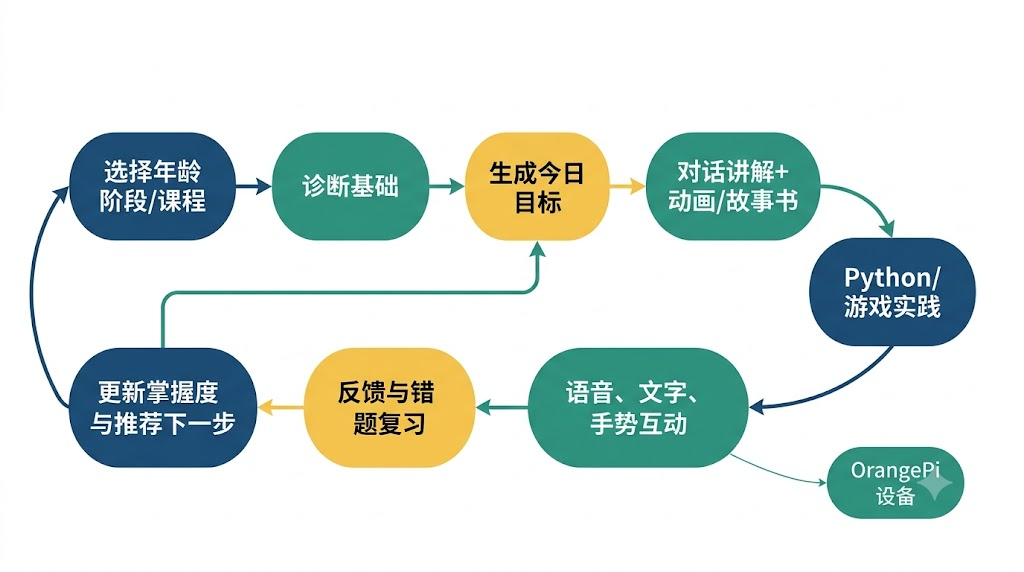 选择年龄
阶段/课程
诊断基础
生成今日
目标
对话讲解+
动画/故事书
Python/
游戏实践
语音、文字、
手势互动
反馈与错
题复习
更新掌握度
与推荐下一步
OrangePi
设备